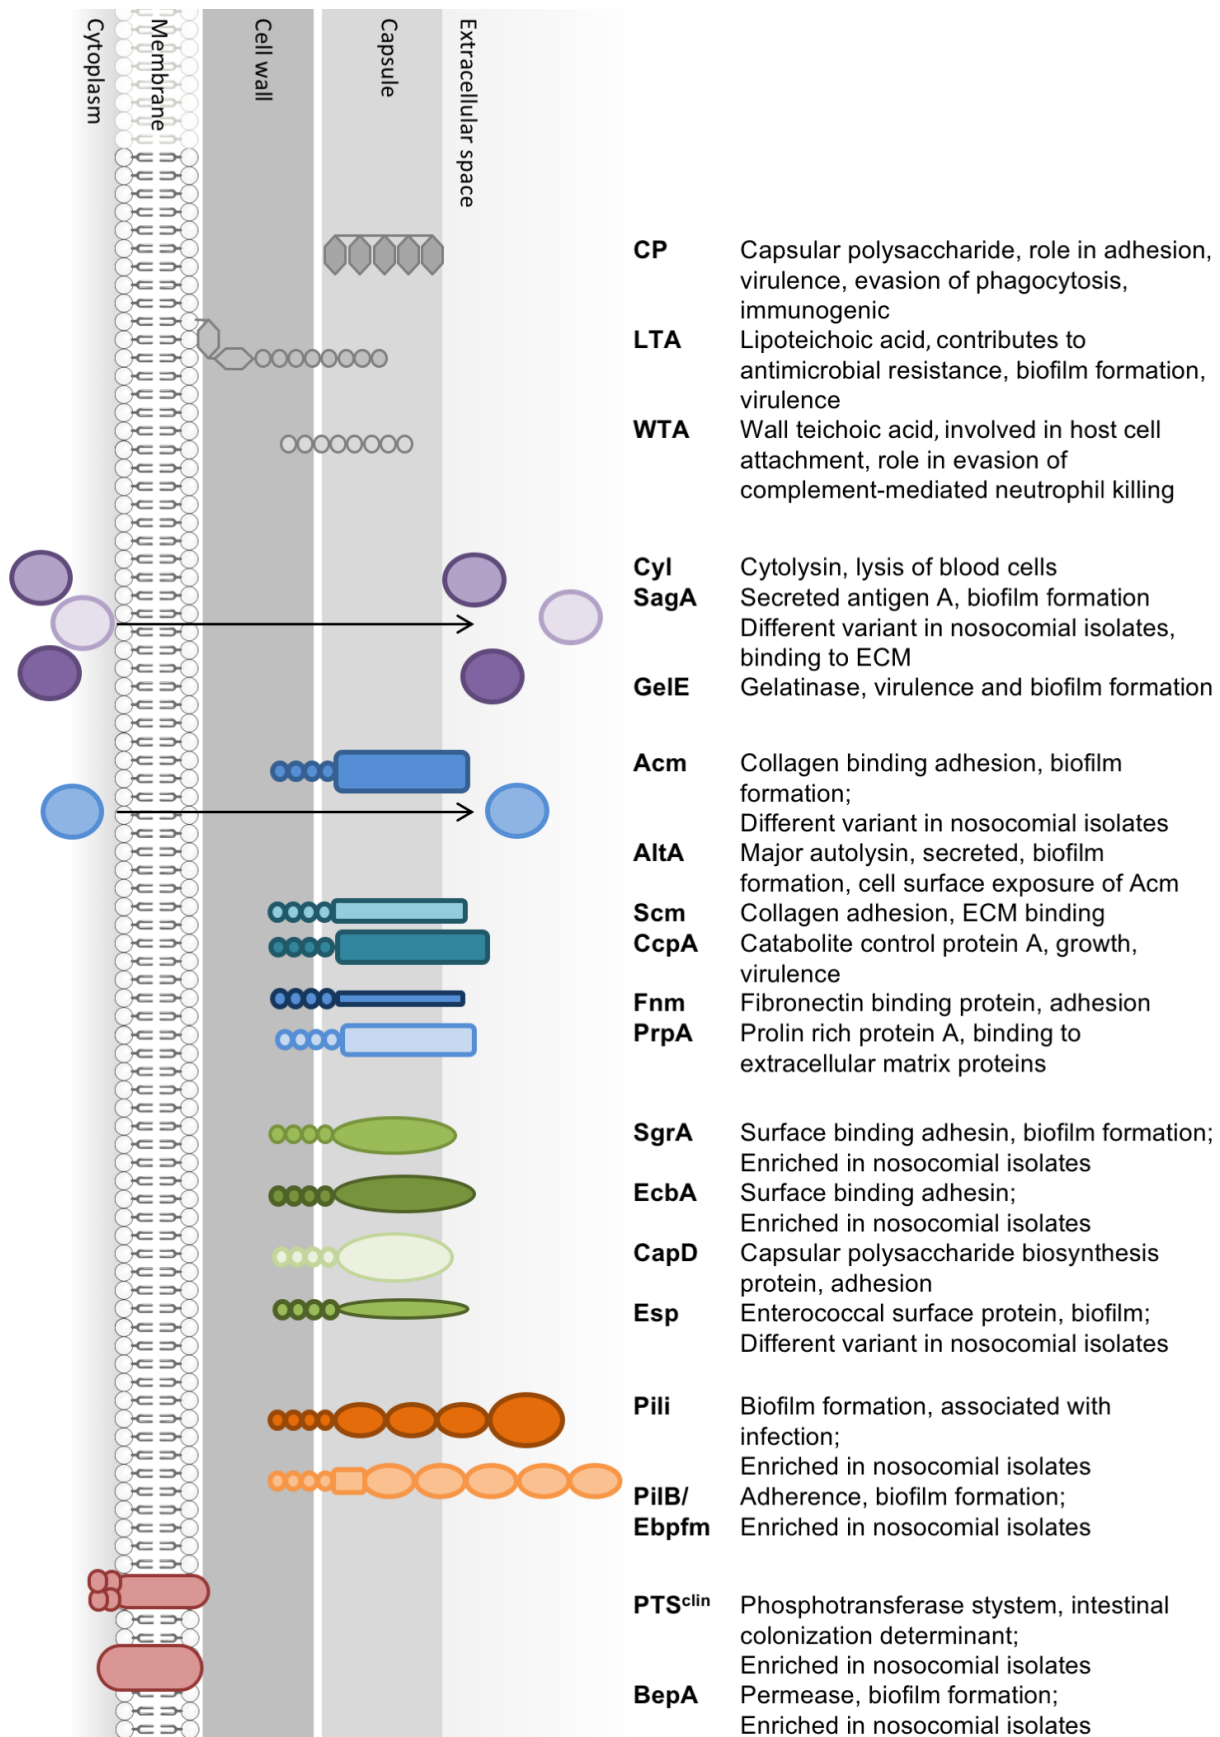 Cytoplasm
Membrane
Cell wall
Capsule
Extracellular space
CP Capsular polysaccharide, role in adhesion,
virulence, evasion of phagocytosis,
immunogenic
LTA Lipoteichoic acid, contributes to
antimicrobial resistance, biofilm formation,
virulence
WTA Wall teichoic acid, involved in host cell
attachment, role in evasion of
complement-mediated neutrophil killing
Cyl Cytolysin, lysis of blood cells
SagA Secreted antigen A, biofilm formation
Different variant in nosocomial isolates,
binding to ECM
GelE Gelatinase, virulence and biofilm formation
Acm Collagen binding adhesion, biofilm
formation;
Different variant in nosocomial isolates
AltA Major autolysin, secreted, biofilm
formation, cell surface exposure of Acm
Scm Collagen adhesion, ECM binding
CcpA Catabolite control protein A, growth,
virulence
Fnm Fibronectin binding protein, adhesion
PrpA Prolin rich protein A, binding to
extracellular matrix proteins
SgrA Surface binding adhesin, biofilm formation;
Enriched in nosocomial isolates
EcbA Surface binding adhesin;
Enriched in nosocomial isolates
CapD Capsular polysaccharide biosynthesis
protein, adhesion
Esp Enterococcal surface protein, biofilm;
Different variant in nosocomial isolates
Pili Biofilm formation, associated with
infection;
Enriched in nosocomial isolates
PilB/ Adherence, biofilm formation;
Ebpfm Enriched in nosocomial isolates
PTSclin Phosphotransferase stystem, intestinal
colonization determinant;
Enriched in nosocomial isolates
BepA Permease, biofilm formation;
Enriched in nosocomial isolates